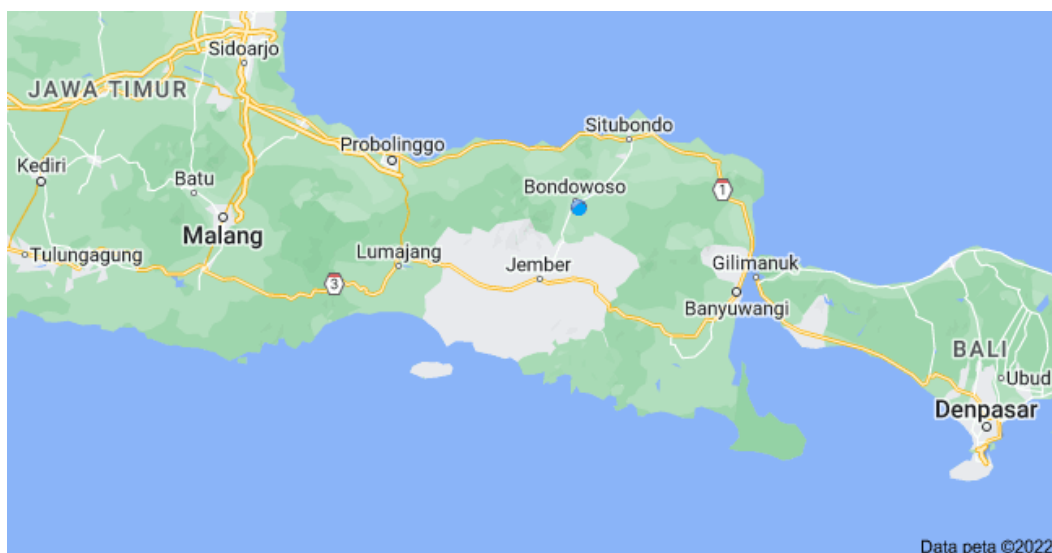 Sidoarjo
JAWA TIMUR
Situbondo
Probolinggo
Kediri
Batu
Bondowoso
1
Malang
Tulungagung
Lumajang
Jember
Gilimanuk
3
Banyuwangi
BALI
Ubud
Denpasar
Data peta ©2022